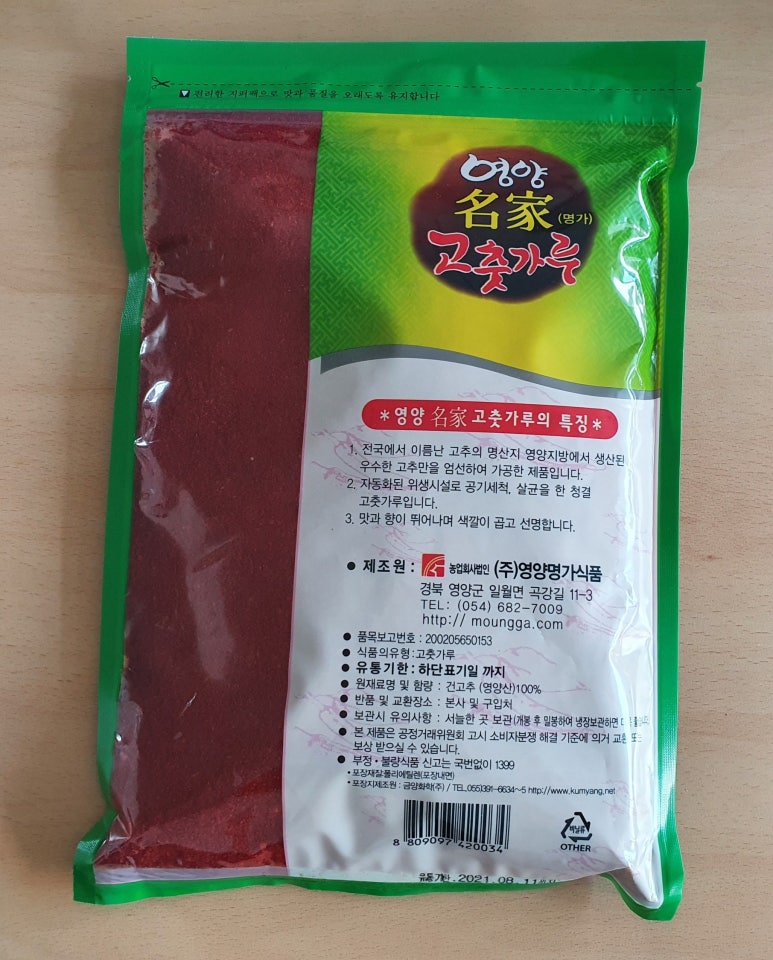 편리한 지퍼백으로 맛과 품질을 오래도록 유지합니다
영양
名家 (명가)
고춧가루
*영양 名家 고춧가루의 특징*
1. 전국에서 이름난 고추의 명산지 영양지방에서 생산된
우수한 고추만을 엄선하여 가공한 제품입니다.
2. 자동화된 위생시설로 공기세척, 살균을 한 청결
고춧가루입니다.
3. 맛과 향이 뛰어나며 색깔이 곱고 선명합니다.
● 제조원 : 농업회사법인 (주)영양명가식품
경북 영양군 일월면 곡강길 11-3
TEL: (054) 682-7009
http:// moungga.com
● 품목보고번호 : 200205650153
● 식품의유형 : 고춧가루
● 유통기한 : 하단표기일 까지
● 원재료명 및 함량 : 건고추 (영양산)100%
● 반품 및 교환장소 : 본사 및 구입처
● 보관시 유의사항 : 서늘한 곳 보관(개봉 후 밀봉하여 냉장보관하면
● 본 제품은 공정거래위원회 고시 소비자분쟁 해결 기준에 의거 교환 또는
보상 받으실 수 있습니다.
● 부정·불량식품 신고는 국번없이 1399
• 포장재질:폴리에틸렌(포장내면)
• 포장지제조원 : 금양화학(주) / TEL.055)391-6634~5 http://www.kumyang.net
8 809097 420034
비닐류
OTHER
유통기한 : 2021.08.11